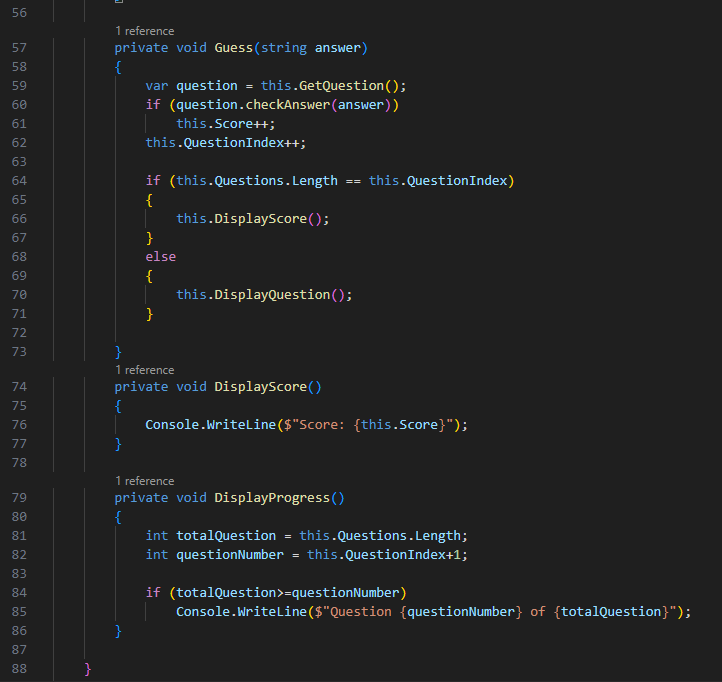 56
1 reference
57 private void Guess(string answer)
58 {
59 var question = this.GetQuestion();
60 if (question.checkAnswer(answer))
61 this.Score++;
62 this.QuestionIndex++;
63
64 if (this.Questions.Length == this.QuestionIndex)
65 {
66 this.DisplayScore();
67 }
68 else
69 {
70 this.DisplayQuestion();
71 }
72
73 }
1 reference
74 private void DisplayScore()
75 {
76 Console.WriteLine($"Score: {this.Score}");
77 }
78
1 reference
79 private void DisplayProgress()
80 {
81 int totalQuestion = this.Questions.Length;
82 int questionNumber = this.QuestionIndex+1;
83
84 if (totalQuestion>=questionNumber)
85 Console.WriteLine($"Question {questionNumber} of {totalQuestion}");
86 }
87
88 }